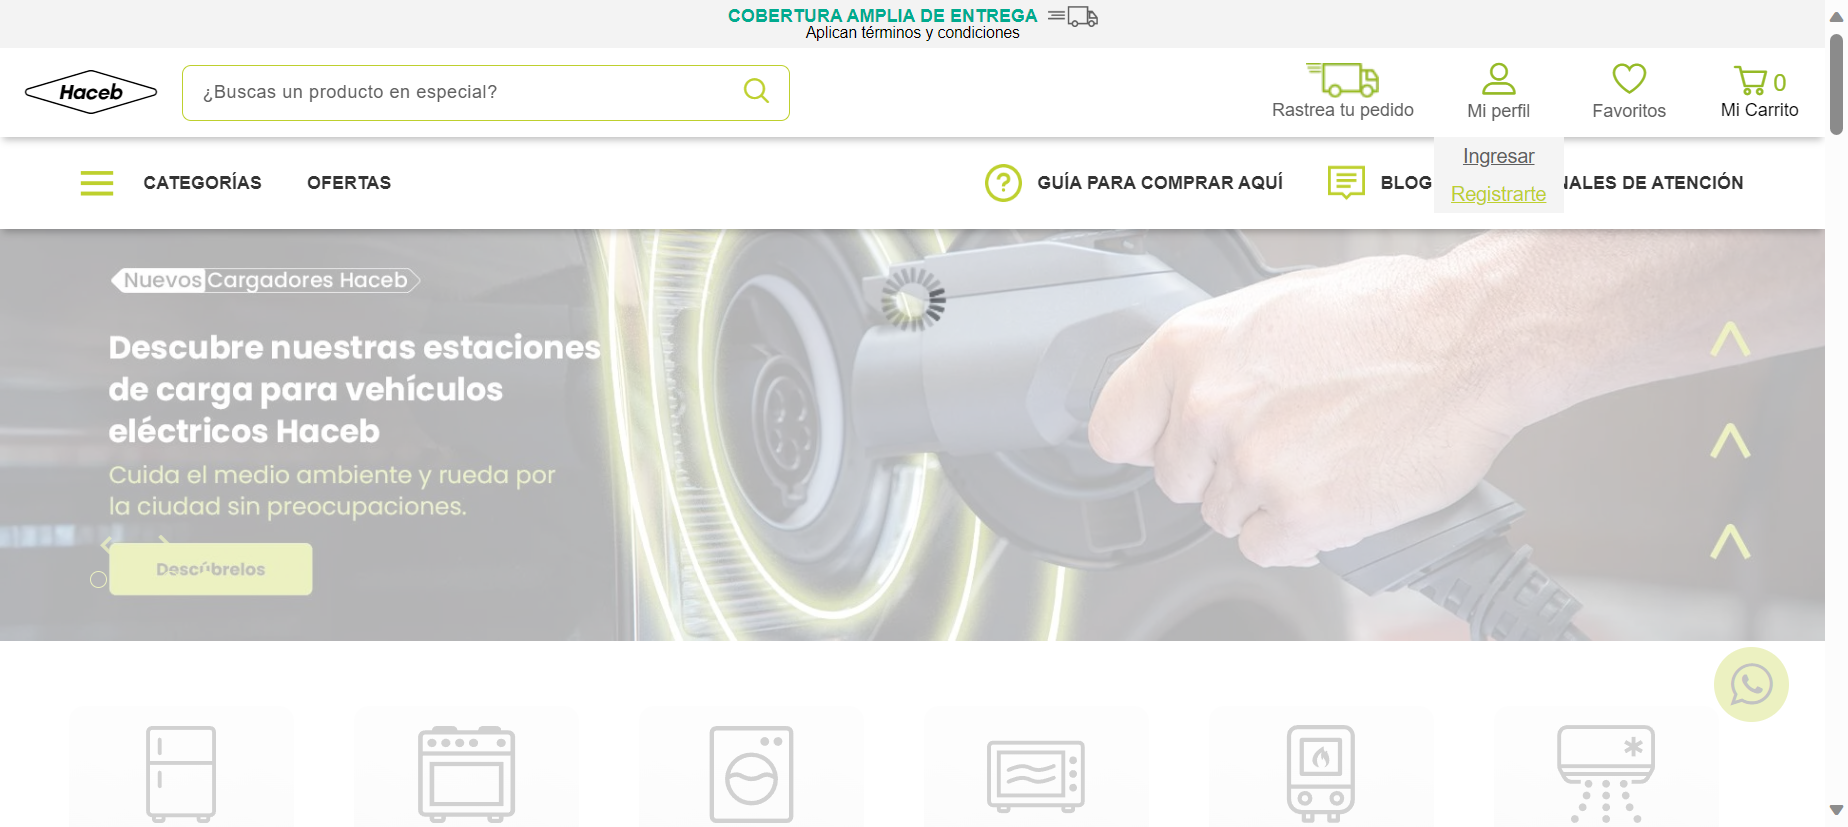 COBERTURA AMPLIA DE ENTREGA
Aplican términos y condiciones
Haceb
¿Buscas un producto en especial?
Rastrea tu pedido
Mi perfil
Favoritos
0
Mi Carrito
Ingresar
Registrarte
CATEGORÍAS
OFERTAS
GUÍA PARA COMPRAR AQUÍ
BLOG
NALES DE ATENCIÓN
Nuevos Cargadores Haceb
Descubre nuestras estaciones
de carga para vehículos
eléctricos Haceb
Cuida el medio ambiente y rueda por
la ciudad sin preocupaciones.
Descúbrelos